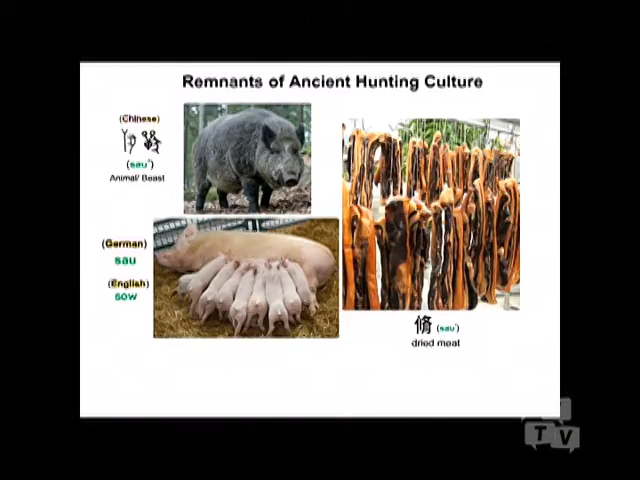 Remnants of Ancient Hunting Culture
(Chinese)
(sau')
Animal/ Beast
(German)
sau
(English)
sow
脩 (sau')
dried meat
TV